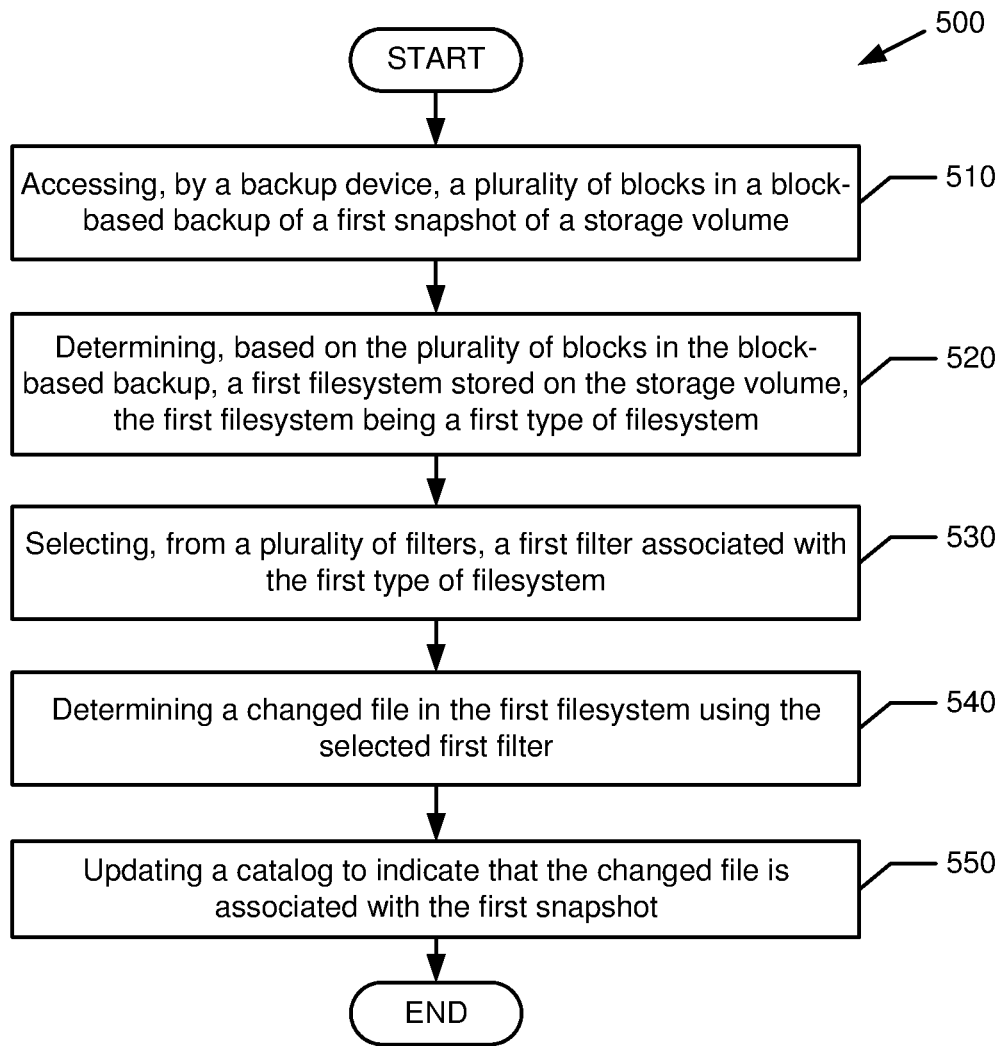 500
START
Accessing, by a backup device, a plurality of blocks in a block-
based backup of a first snapshot of a storage volume
510
Determining, based on the plurality of blocks in the block-
based backup, a first filesystem stored on the storage volume,
the first filesystem being a first type of filesystem
520
Selecting, from a plurality of filters, a first filter associated with
the first type of filesystem
530
Determining a changed file in the first filesystem using the
selected first filter
540
Updating a catalog to indicate that the changed file is
associated with the first snapshot
550
END